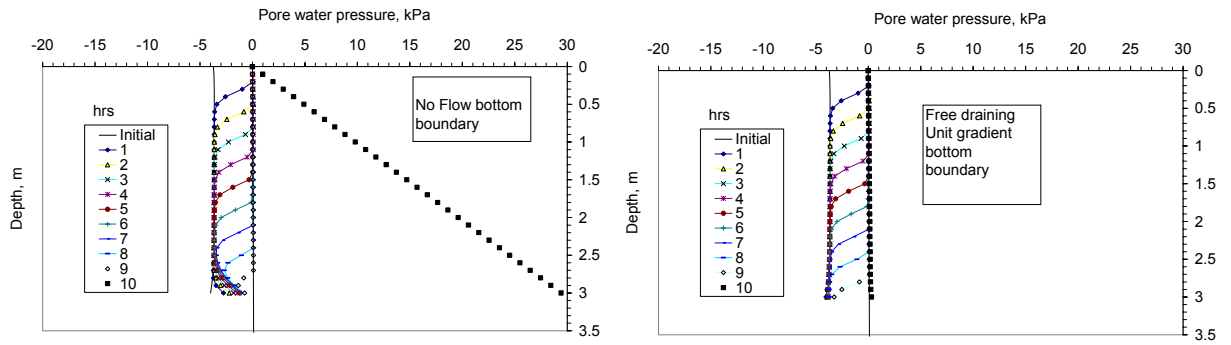 Pore water pressure, kPa
-20 -15 -10 -5 0 5 10 15 20 25 30
0
0.5
1
1.5
2
2.5
3
3.5
Depth, m
hrs
Initial
1
2
3
4
5
6
7
8
9
10
No Flow bottom
boundary
Pore water pressure, kPa
-20 -15 -10 -5 0 5 10 15 20 25 30
0
0.5
1
1.5
2
2.5
3
3.5
Depth, m
hrs
Initial
1
2
3
4
5
6
7
8
9
10
Free draining
Unit gradient
bottom
boundary